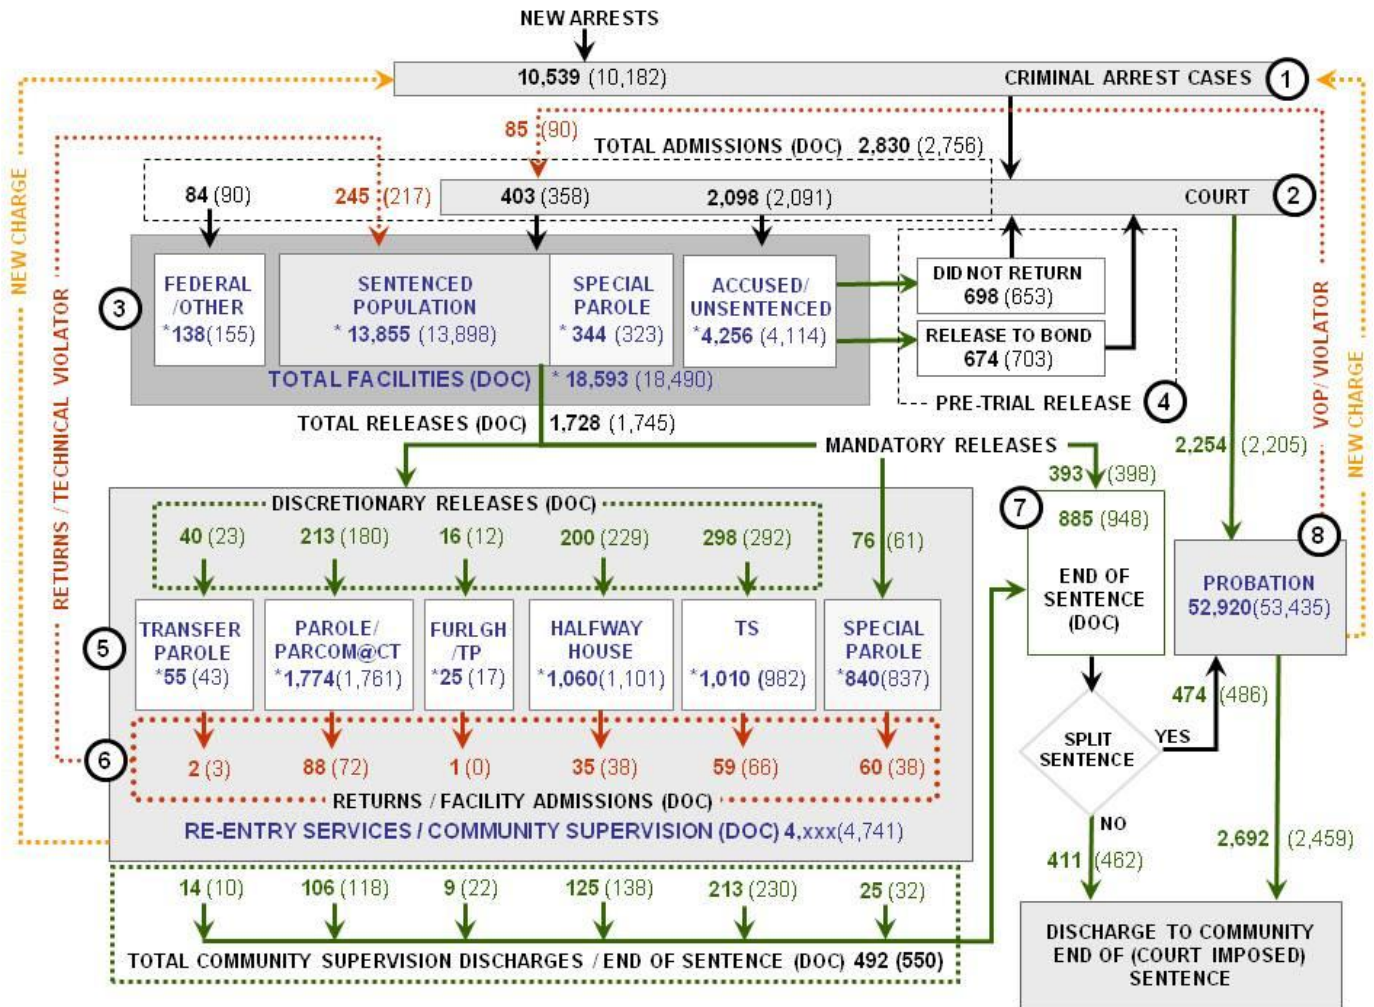 NEW ARRESTS
10,539 (10,182) CRIMINAL ARREST CASES 1
85 (90)
TOTAL ADMISSIONS (DOC) 2,830 (2,756)
84 (90) 245 (217) 403 (358) 2,098 (2,091) COURT 2
NEW CHARGE
RETURNS / TECHNICAL VIOLATOR
VOP/ VIOLATOR
NEW CHARGE
3
FEDERAL
/OTHER
*138(155)
SENTENCED
POPULATION
* 13,855 (13,898)
SPECIAL
PAROLE
* 344 (323)
ACCUSED/
UNSENTENCED
*4,256 (4,114)
TOTAL FACILITIES (DOC) * 18,593 (18,490)
DID NOT RETURN
698 (653)
RELEASE TO BOND
674 (703)
PRE-TRIAL RELEASE 4
TOTAL RELEASES (DOC) 1,728 (1,745)
MANDATORY RELEASES
2,254 (2,205)
393 (398)
DISCRETIONARY RELEASES (DOC)
40 (23) 213 (180) 16 (12) 200 (229) 298 (292) 76 (61)
7
885 (948)
END OF
SENTENCE
(DOC)
8
PROBATION
52,920(53,435)
5
TRANSFER
PAROLE
*55 (43)
PAROLE/
PARCOM@CT
*1,774(1,761)
FURLGH
/TP
*25 (17)
HALFWAY
HOUSE
*1,060(1,101)
TS
*1,010 (982)
SPECIAL
PAROLE
*840(837)
474 (486)
SPLIT
SENTENCE
YES
NO
6
2 (3) 88 (72) 1 (0) 35 (38) 59 (66) 60 (38)
RETURNS / FACILITY ADMISSIONS (DOC)
RE-ENTRY SERVICES / COMMUNITY SUPERVISION (DOC) 4,xxx(4,741)
411 (462)
2,692 (2,459)
14 (10) 106 (118) 9 (22) 125 (138) 213 (230) 25 (32)
TOTAL COMMUNITY SUPERVISION DISCHARGES / END OF SENTENCE (DOC) 492 (550)
DISCHARGE TO COMMUNITY
END OF (COURT IMPOSED)
SENTENCE